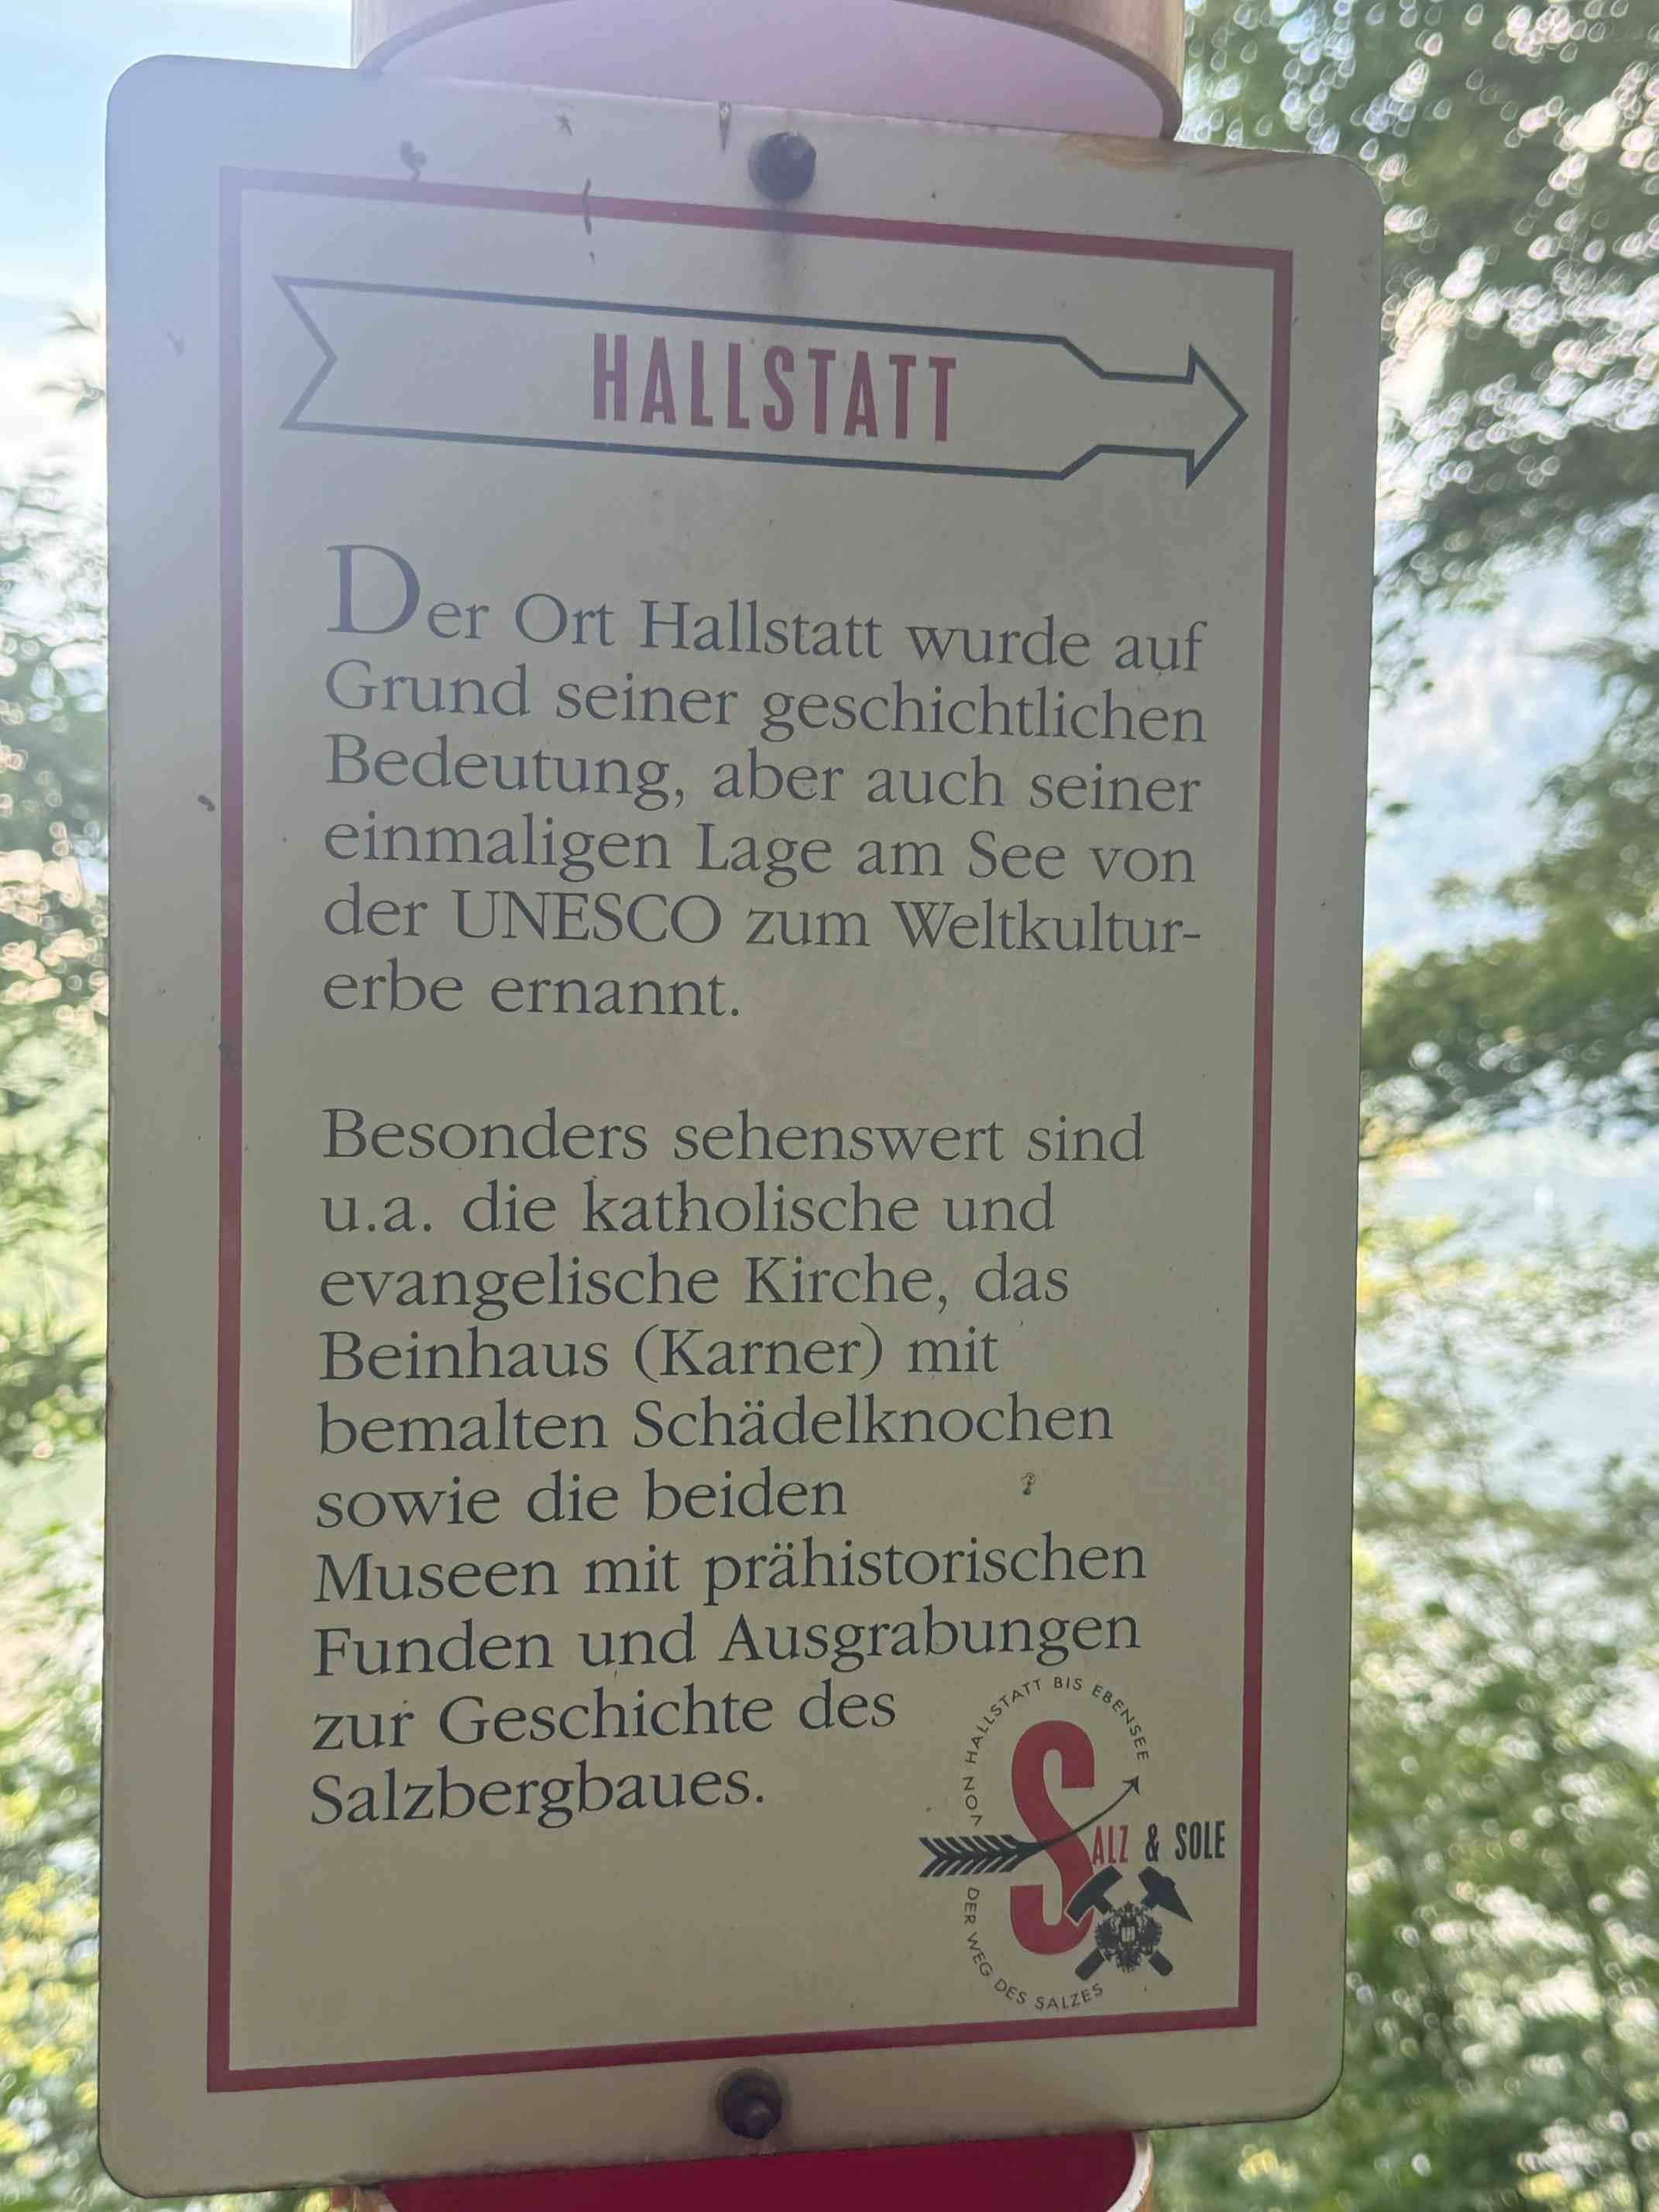 HALLSTATT
Der Ort Hallstatt wurde auf
Grund seiner geschichtlichen
Bedeutung, aber auch seiner
einmaligen Lage am See von
der UNESCO zum Weltkultur-
erbe ernannt.
Besonders sehenswert sind
u.a. die katholische und
evangelische Kirche, das
Beinhaus (Karner) mit
bemalten Schädelknochen
sowie die beiden
Museen mit prähistorischen
Funden und Ausgrabungen
zur Geschichte des
Salzbergbaues.
VON HALLSTATT BIS EBENSEE
SALZ & SOLE
DER WEG DES SALZES